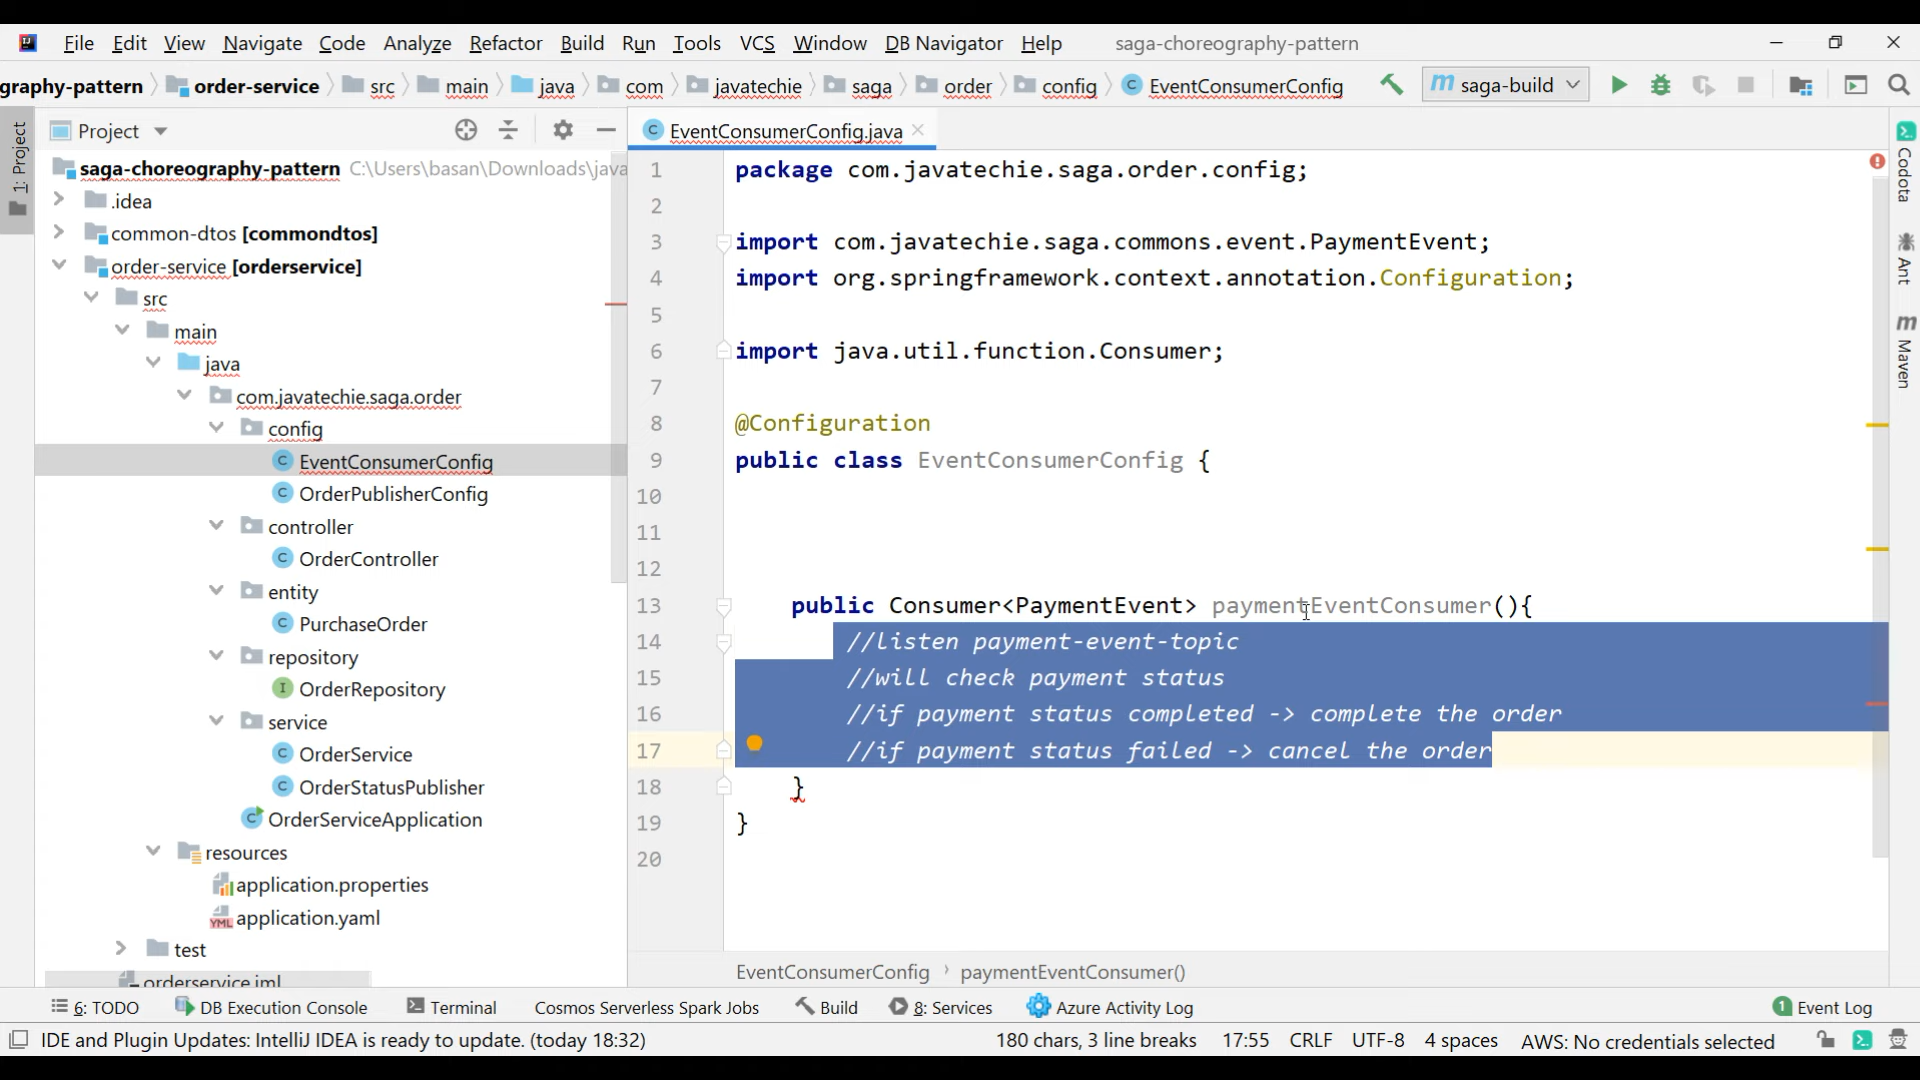 File Edit View Navigate Code Analyze Refactor Build Run Tools VCS Window DB Navigator Help saga-choreography-pattern
graphy-pattern order-service src main java com javatechie saga order config EventConsumerConfig saga-build
1: Project
Project
EventConsumerConfig.java
saga-choreography-pattern C:\Users\basan\Downloads\java
.idea
common-dtos [commondtos]
order-service [orderservice]
src
main
java
com.javatechie.saga.order
config
EventConsumerConfig
OrderPublisherConfig
controller
OrderController
entity
PurchaseOrder
repository
OrderRepository
service
OrderService
OrderStatusPublisher
OrderServiceApplication
resources
application.properties
application.yaml
test
orderservice.iml
1 package com.javatechie.saga.order.config;
2
3 import com.javatechie.saga.commons.event.PaymentEvent;
4 import org.springframework.context.annotation.Configuration;
5
6 import java.util.function.Consumer;
7
8 @Configuration
9 public class EventConsumerConfig {
10
11
12
13 public Consumer<PaymentEvent> paymentEventConsumer(){
14 //listen payment-event-topic
15 //will check payment status
16 //if payment status completed -> complete the order
17 //if payment status failed -> cancel the order
18 }
19 }
20
EventConsumerConfig paymentEventConsumer()
Codota
Ant
Maven
6: TODO DB Execution Console Terminal Cosmos Serverless Spark Jobs Build 8: Services Azure Activity Log 1 Event Log
IDE and Plugin Updates: IntelliJ IDEA is ready to update. (today 18:32) 180 chars, 3 line breaks 17:55 CRLF UTF-8 4 spaces AWS: No credentials selected